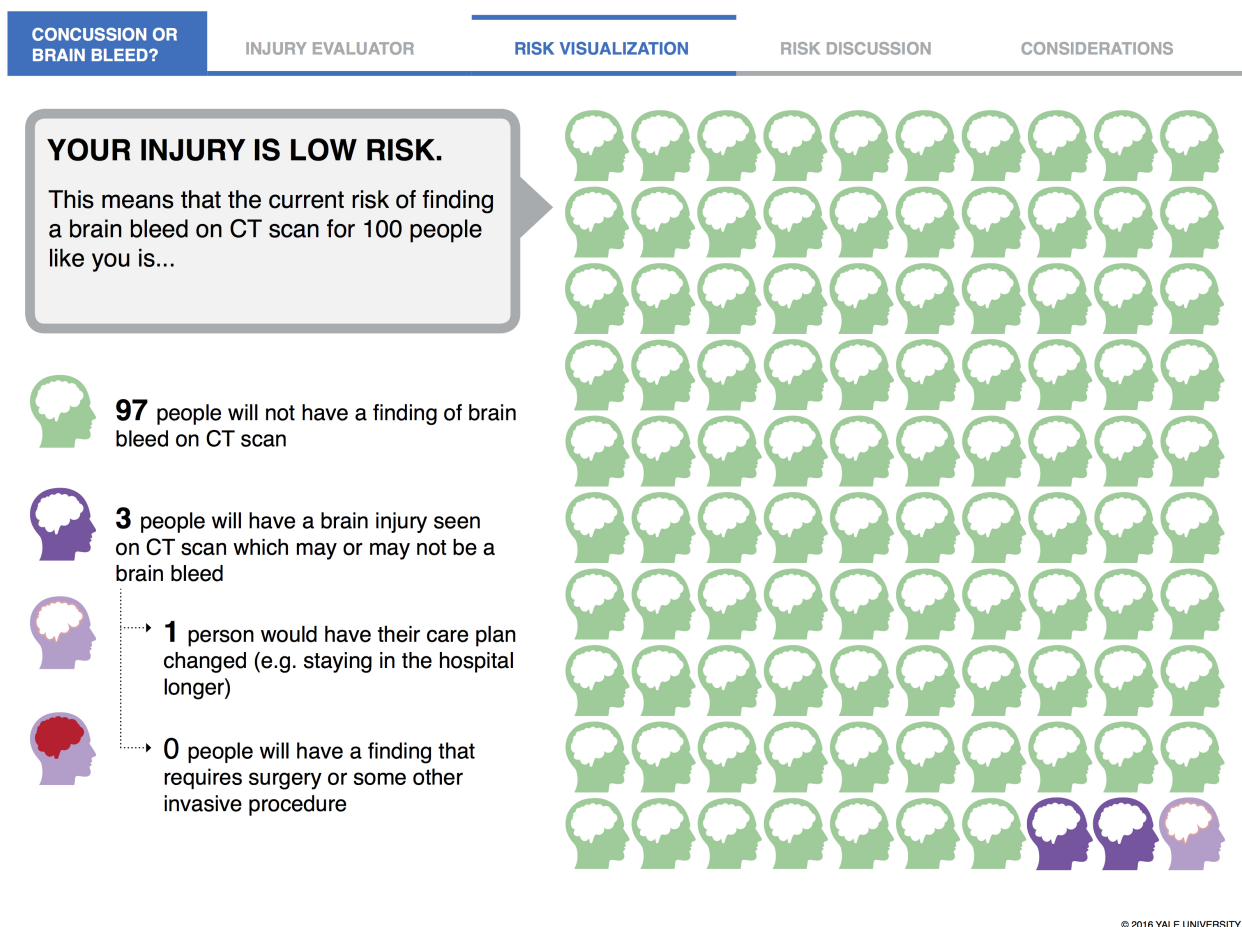 CONCUSSION OR
BRAIN BLEED?
INJURY EVALUATOR
RISK VISUALIZATION
RISK DISCUSSION
CONSIDERATIONS
YOUR INJURY IS LOW RISK.
This means that the current risk of finding
a brain bleed on CT scan for 100 people
like you is...
97 people will not have a finding of brain
bleed on CT scan
3 people will have a brain injury seen
on CT scan which may or may not be a
brain bleed
1 person would have their care plan
changed (e.g. staying in the hospital
longer)
0 people will have a finding that
requires surgery or some other
invasive procedure
© 2016 YALE UNIVERSITY